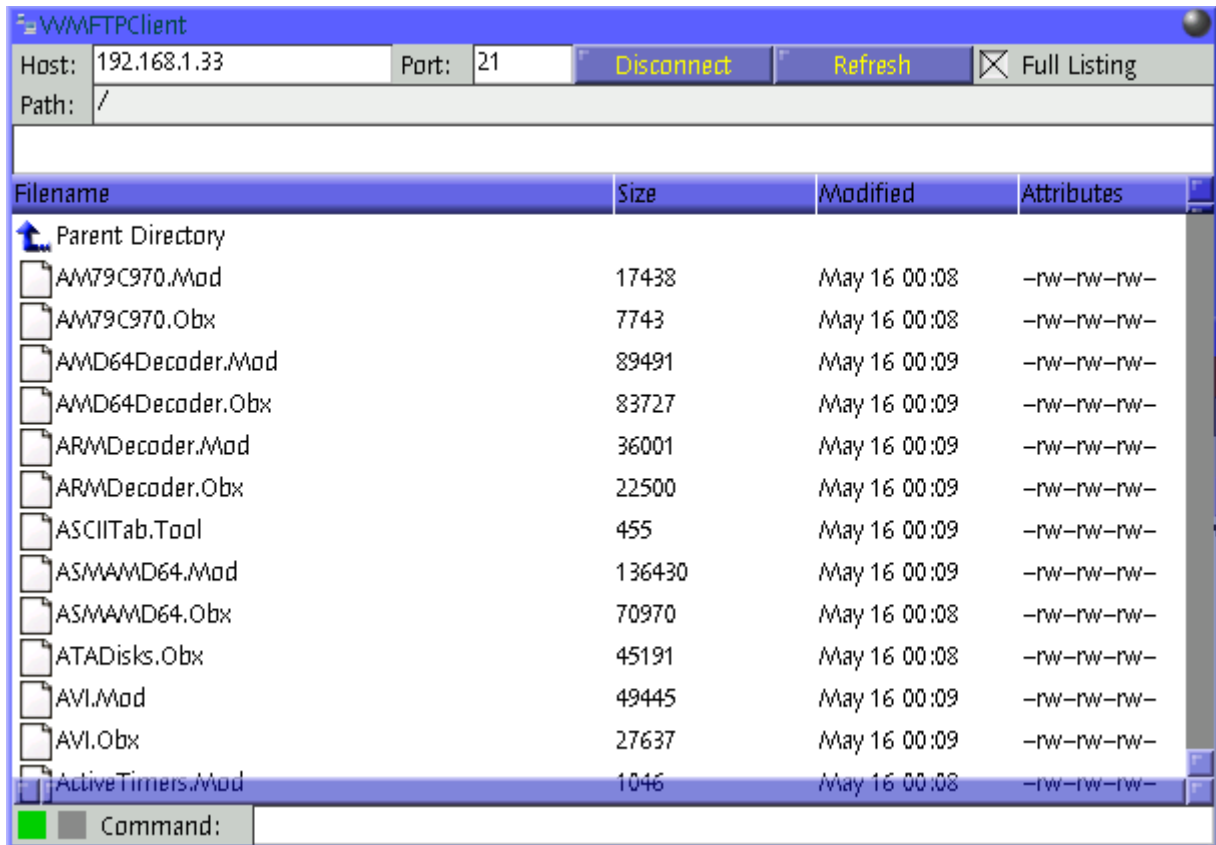 WMFTPClient
Host: 192.168.1.33 Port: 21 Disconnect Refresh Full Listing
Path: /
Filename Size Modified Attributes
Parent Directory
AM79C970.Mod 17438 May 16 00:08 -rw-rw-rw-
AM79C970.Obx 7743 May 16 00:08 -rw-rw-rw-
AMD64Decoder.Mod 89491 May 16 00:09 -rw-rw-rw-
AMD64Decoder.Obx 83727 May 16 00:09 -rw-rw-rw-
ARMDecoder.Mod 36001 May 16 00:09 -rw-rw-rw-
ARMDecoder.Obx 22500 May 16 00:09 -rw-rw-rw-
ASCIITab.Tool 455 May 16 00:09 -rw-rw-rw-
ASMAMD64.Mod 136430 May 16 00:09 -rw-rw-rw-
ASMAMD64.Obx 70970 May 16 00:08 -rw-rw-rw-
ATADisks.Obx 45191 May 16 00:08 -rw-rw-rw-
AVI.Mod 49445 May 16 00:09 -rw-rw-rw-
AVI.Obx 27637 May 16 00:09 -rw-rw-rw-
ActiveTimers.Mod 1046 May 16 00:08 -rw-rw-rw-
Command: